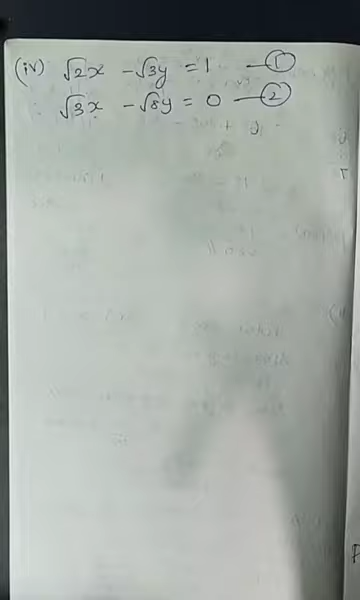 (iv) √2x - √3y = 1 —①
√3x - √8y = 0 —②